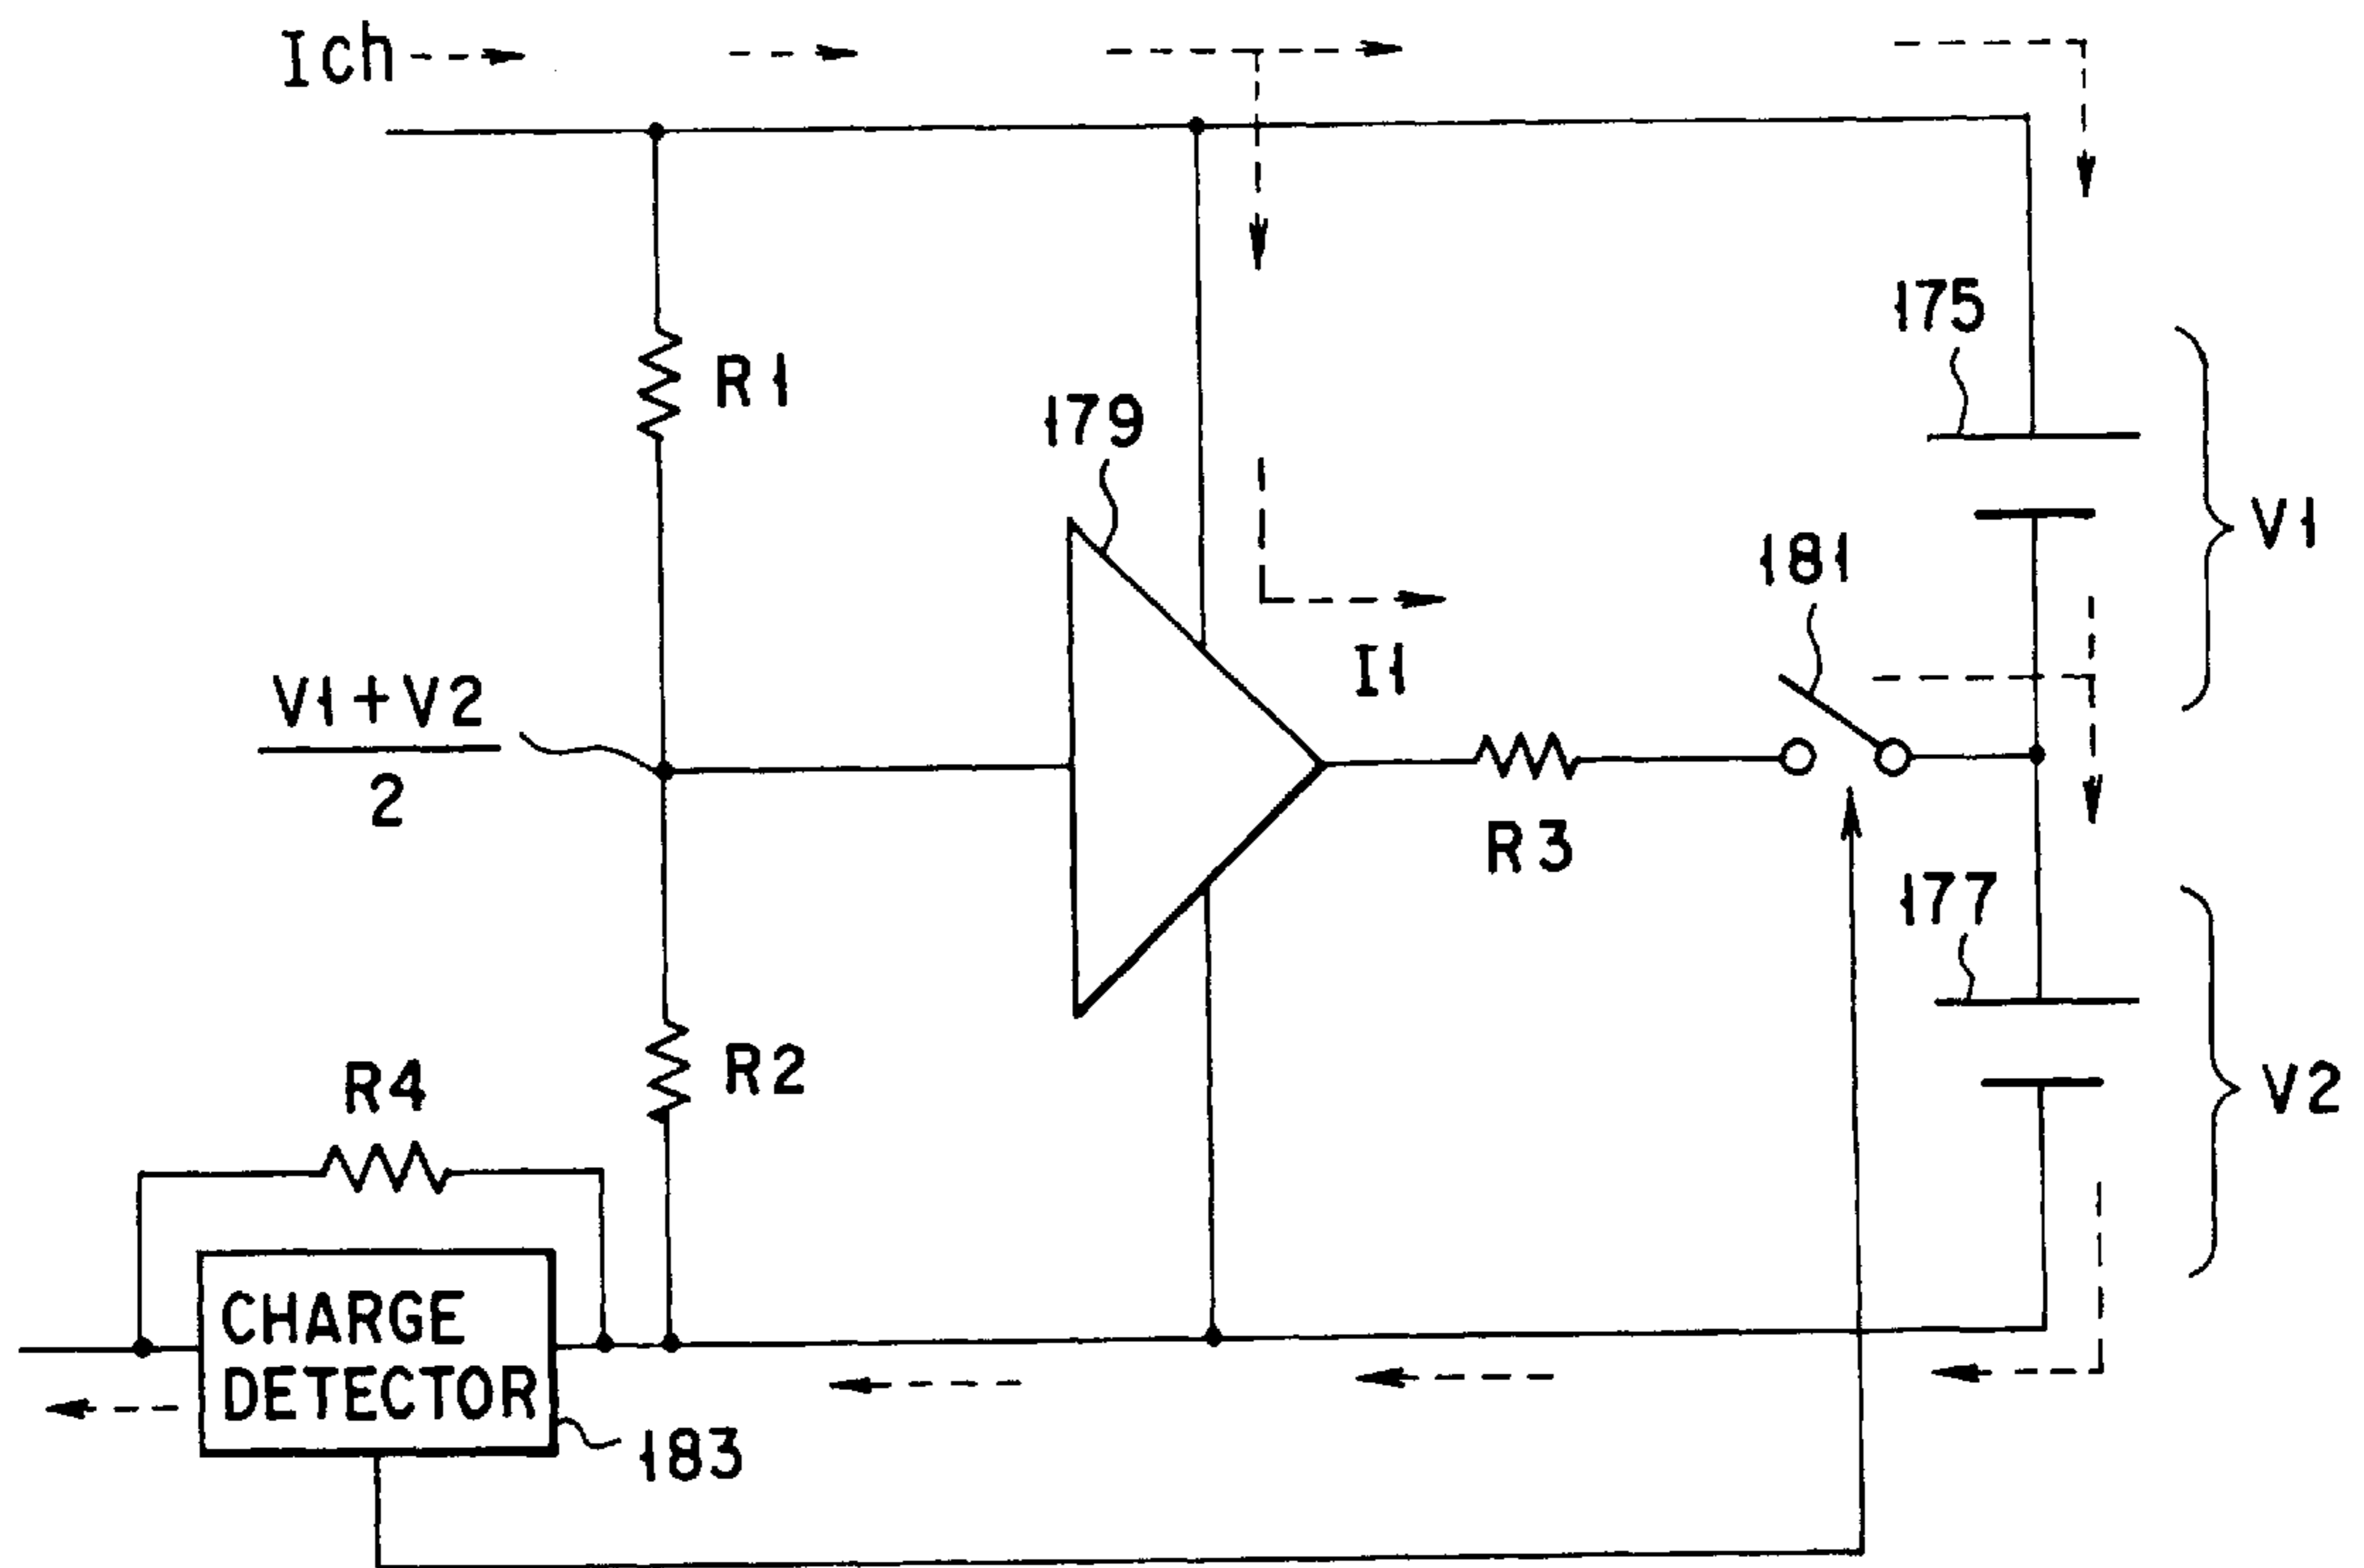 Ich
175
R1
179
V1
181
I1
V1+V2
2
R3
177
R2
R4
V2
CHARGE
DETECTOR
183